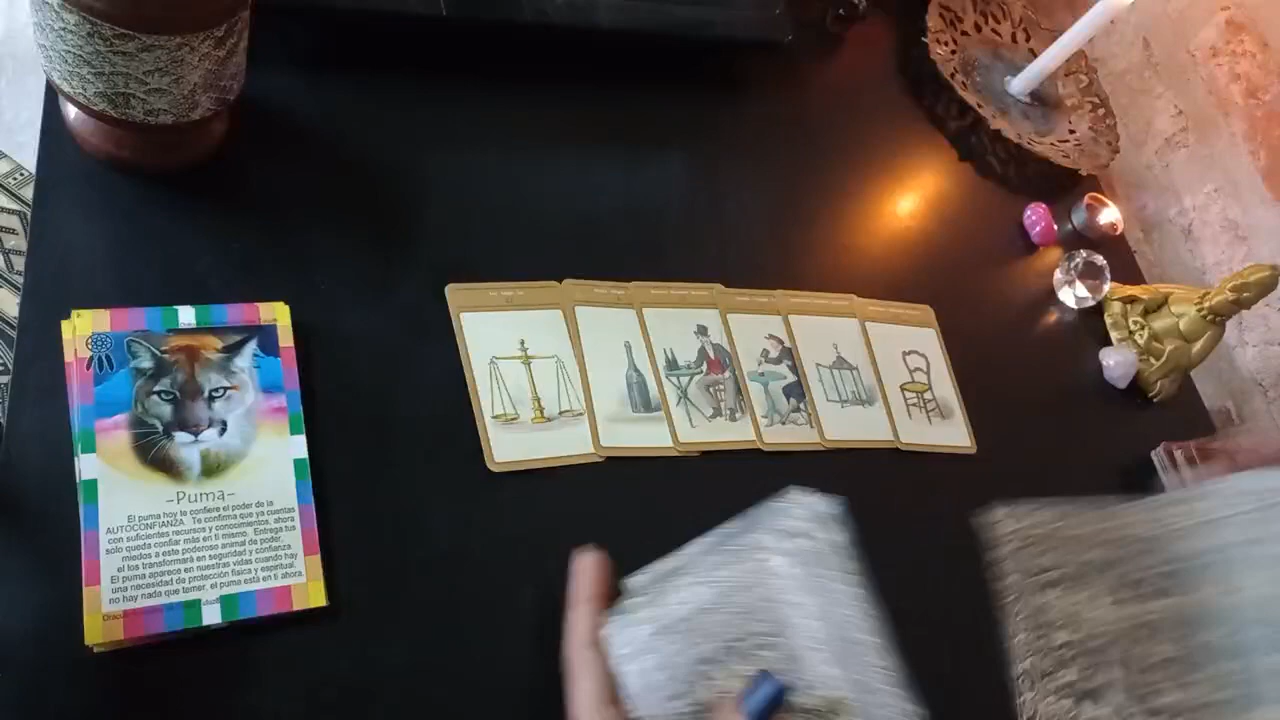 -Puma-
El puma hoy te confiere el poder de la
AUTOCONFIANZA. Te confirma que ya cuentas
con suficientes recursos y conocimientos, ahora
solo queda confiar más en ti mismo. Entrega tus
miedos a este poderoso animal de poder,
el los transformará en seguridad y confianza.
El puma aparece en nuestras vidas cuando hay
una necesidad de protección física y espiritual,
no hay nada que temer, el puma está en ti ahora.